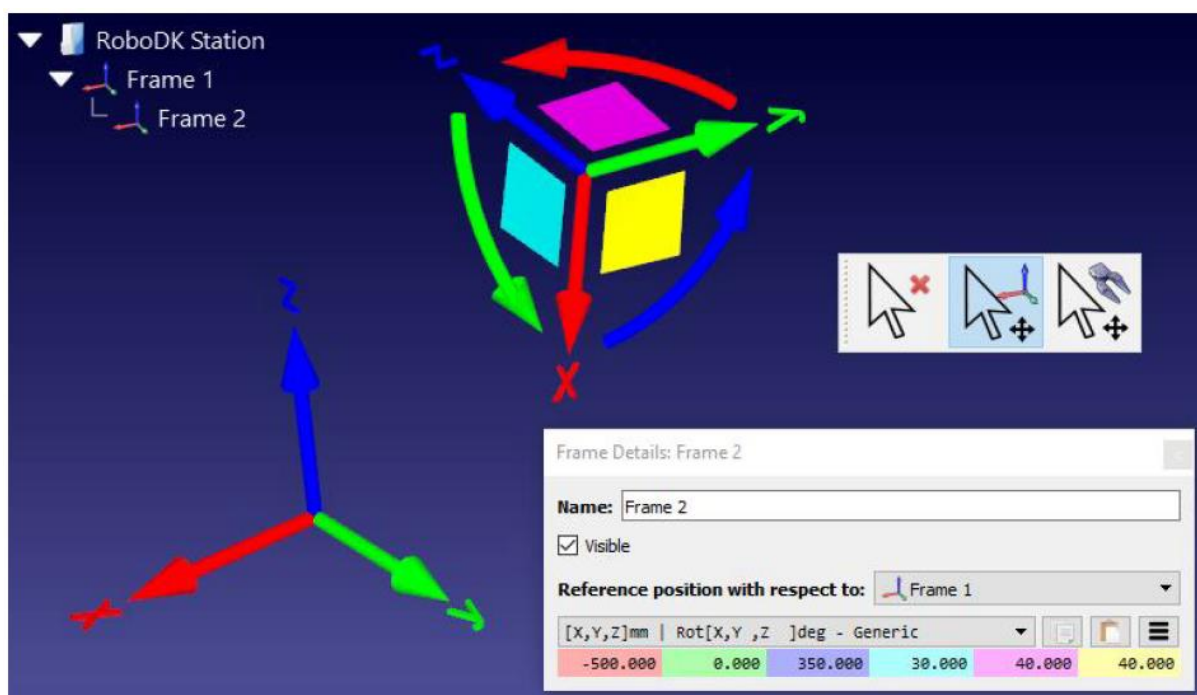 RoboDK Station
Frame 1
Frame 2
Z
Y
X
Z
X
Y
Frame Details: Frame 2
Name: Frame 2
Visible
Reference position with respect to: Frame 1
[X,Y,Z]mm | Rot[X,Y ,Z ]deg - Generic
-500.000 0.000 350.000 30.000 40.000 40.000